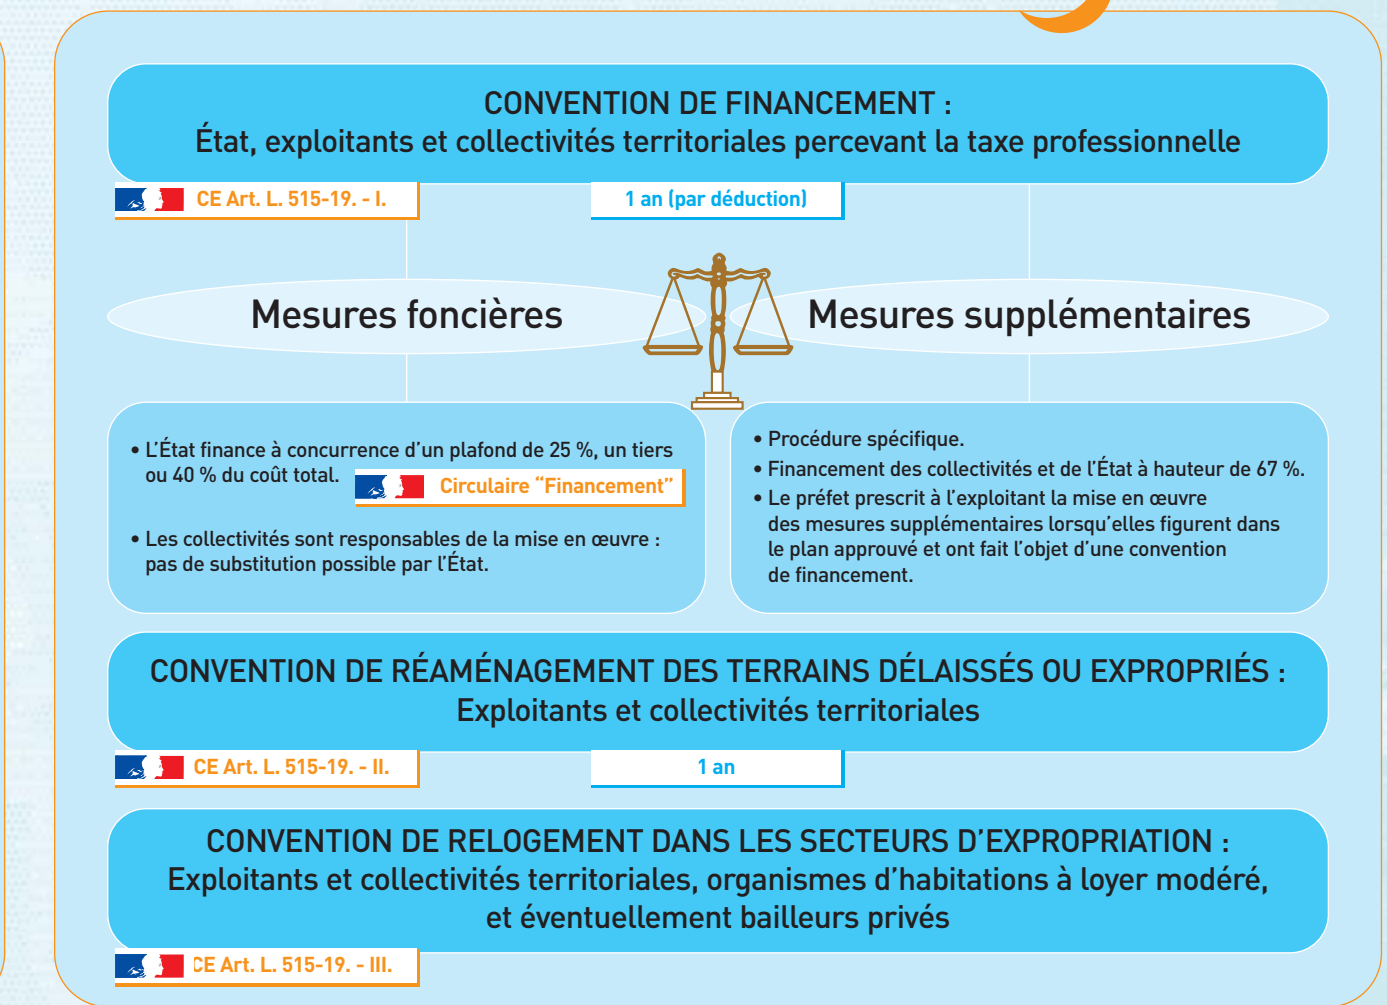 CONVENTION DE FINANCEMENT :
État, exploitants et collectivités territoriales percevant la taxe professionnelle
CE Art. L. 515-19. - I.
1 an (par déduction)
Mesures foncières
Mesures supplémentaires
• L’État finance à concurrence d’un plafond de 25 %, un tiers
ou 40 % du coût total.
Circulaire “Financement”
• Les collectivités sont responsables de la mise en œuvre :
pas de substitution possible par l’État.
• Procédure spécifique.
• Financement des collectivités et de l’État à hauteur de 67 %.
• Le préfet prescrit à l’exploitant la mise en œuvre
des mesures supplémentaires lorsqu’elles figurent dans
le plan approuvé et ont fait l’objet d’une convention
de financement.
CONVENTION DE RÉAMÉNAGEMENT DES TERRAINS DÉLAISSÉS OU EXPROPRIÉS :
Exploitants et collectivités territoriales
CE Art. L. 515-19. - II.
1 an
CONVENTION DE RELOGEMENT DANS LES SECTEURS D’EXPROPRIATION :
Exploitants et collectivités territoriales, organismes d’habitations à loyer modéré,
et éventuellement bailleurs privés
CE Art. L. 515-19. - III.